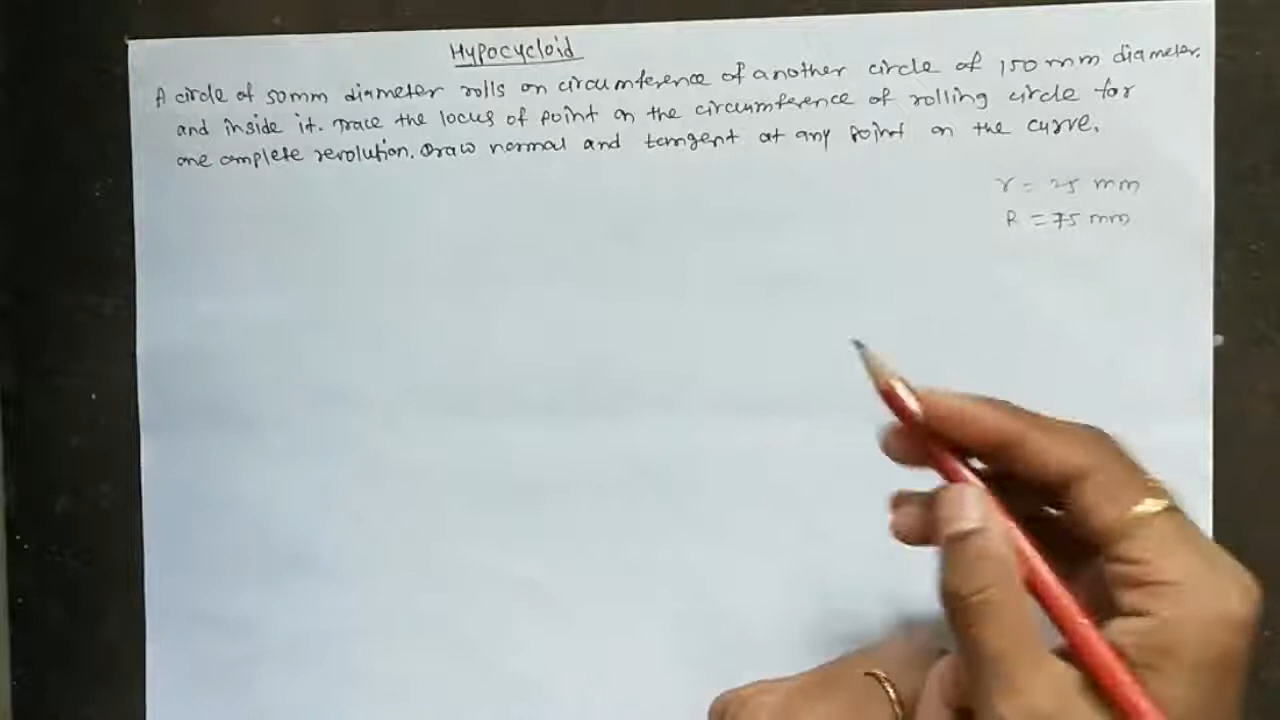 Hypocycloid
A circle of 50mm diameter rolls on circumference of another circle of 150 mm diameter.
and inside it. Trace the locus of point on the circumference of rolling circle for
one complete revolution. Draw normal and tangent at any point on the curve.
r = 25 mm
R = 75 mm